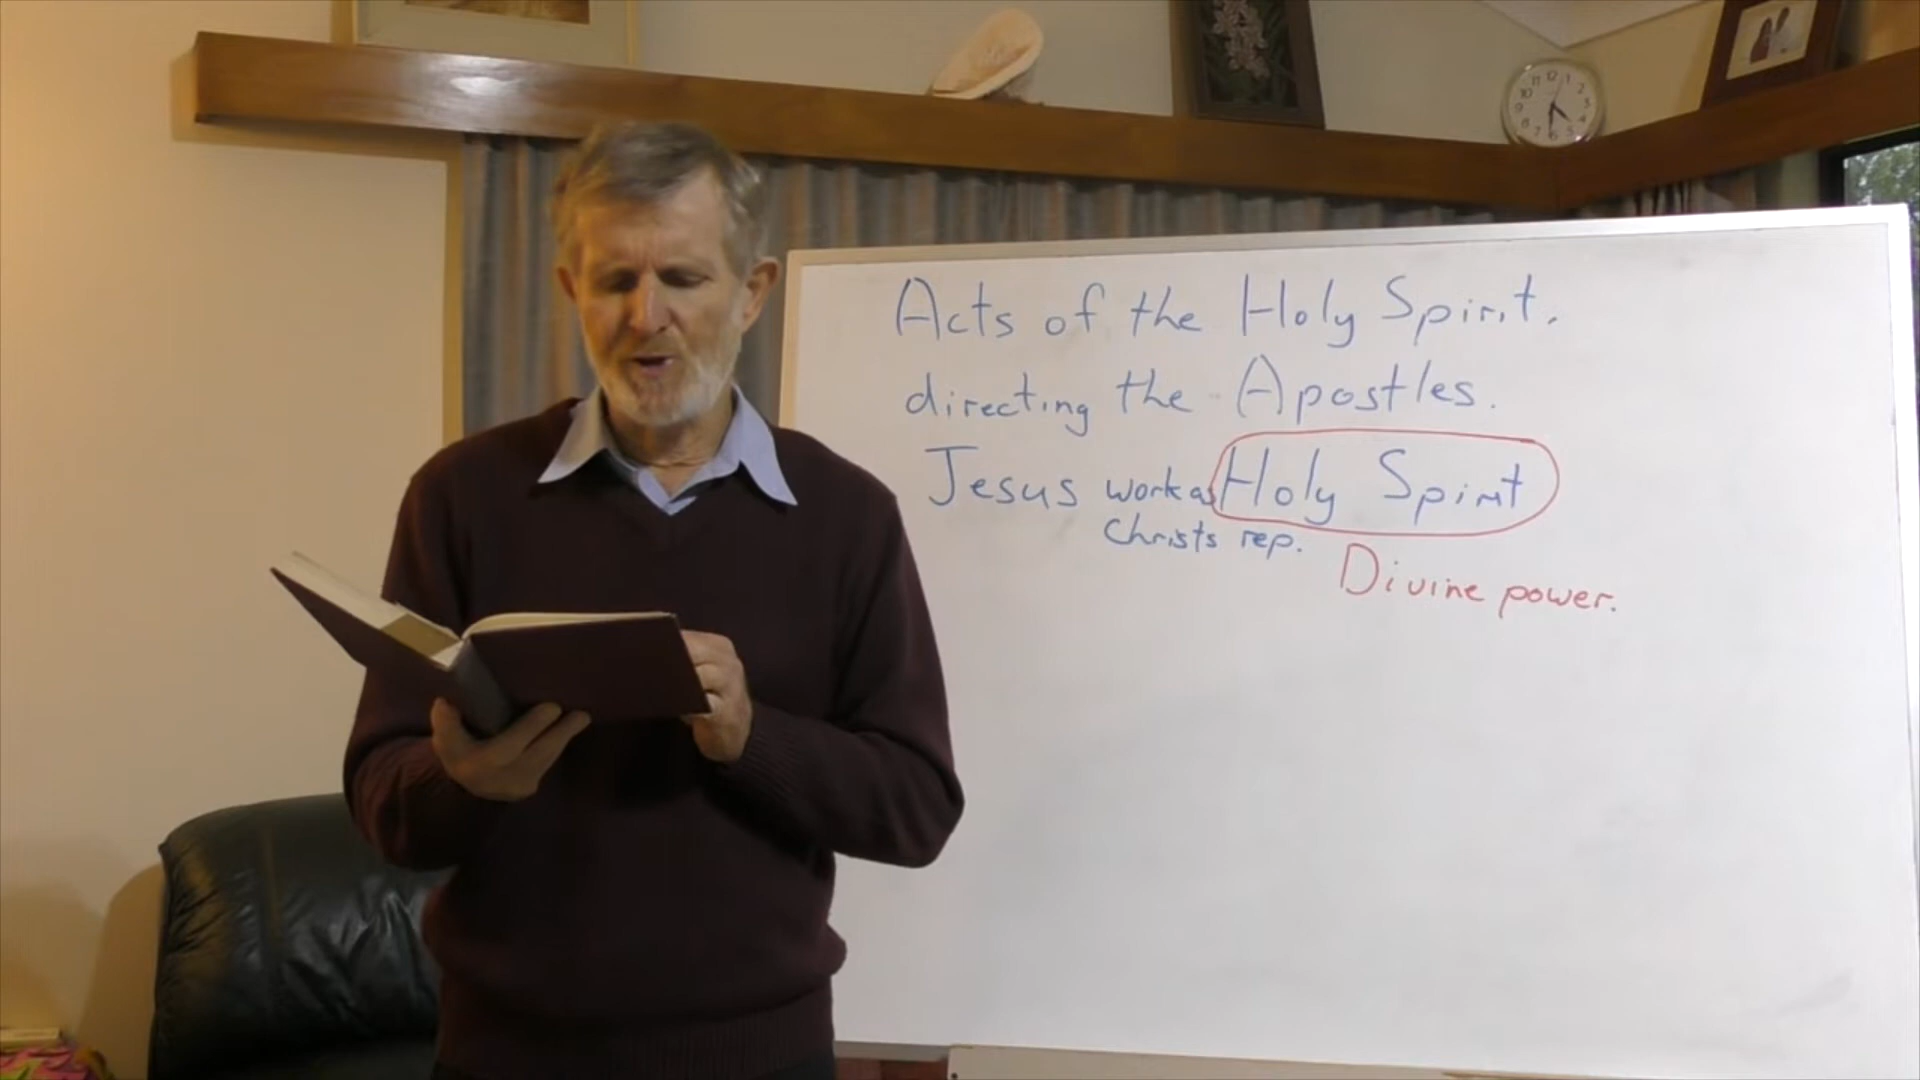 Acts of the Holy Spirit.
directing the Apostles.
Jesus work as Holy Spirit
Christs rep.
Divine power.